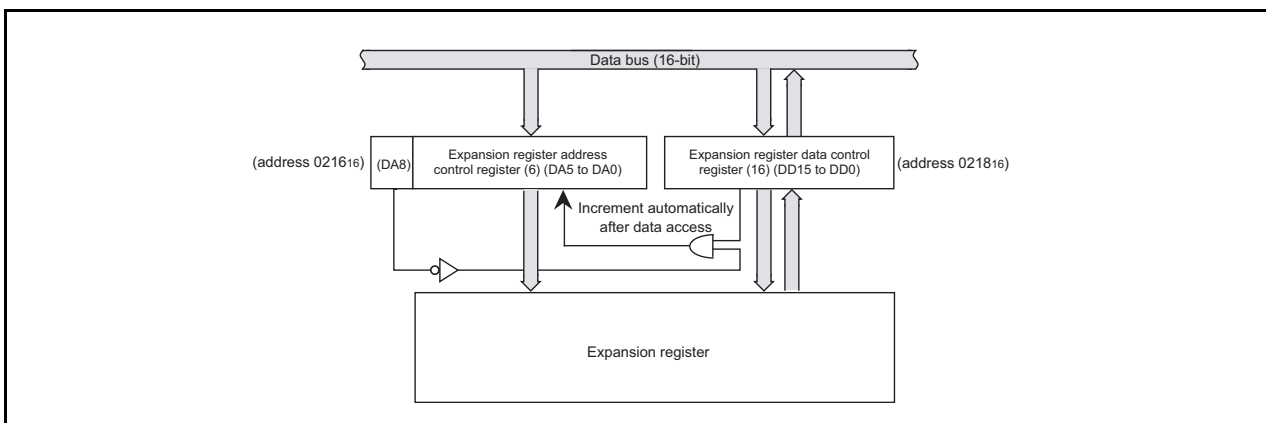 Data bus (16-bit)
(address 021616)
(DA8)
Expansion register address
control register (6) (DA5 to DA0)
Expansion register data control
register (16) (DD15 to DD0)
(address 021816)
Increment automatically
after data access
Expansion register